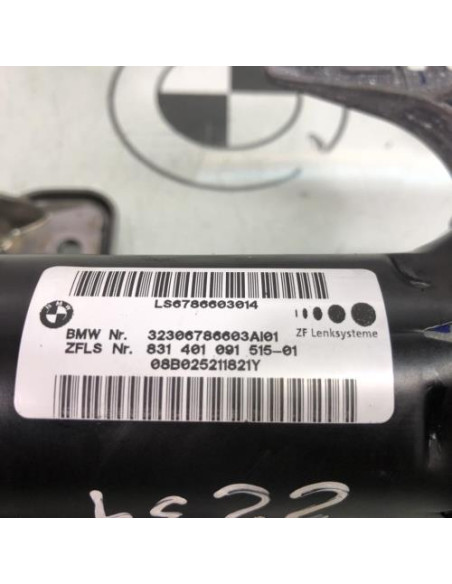 LS6786603014
BMW Nr. 32306786603AI01
ZF Lenksysteme
ZFLS Nr. 831 401 091 515-01
08B025211821Y